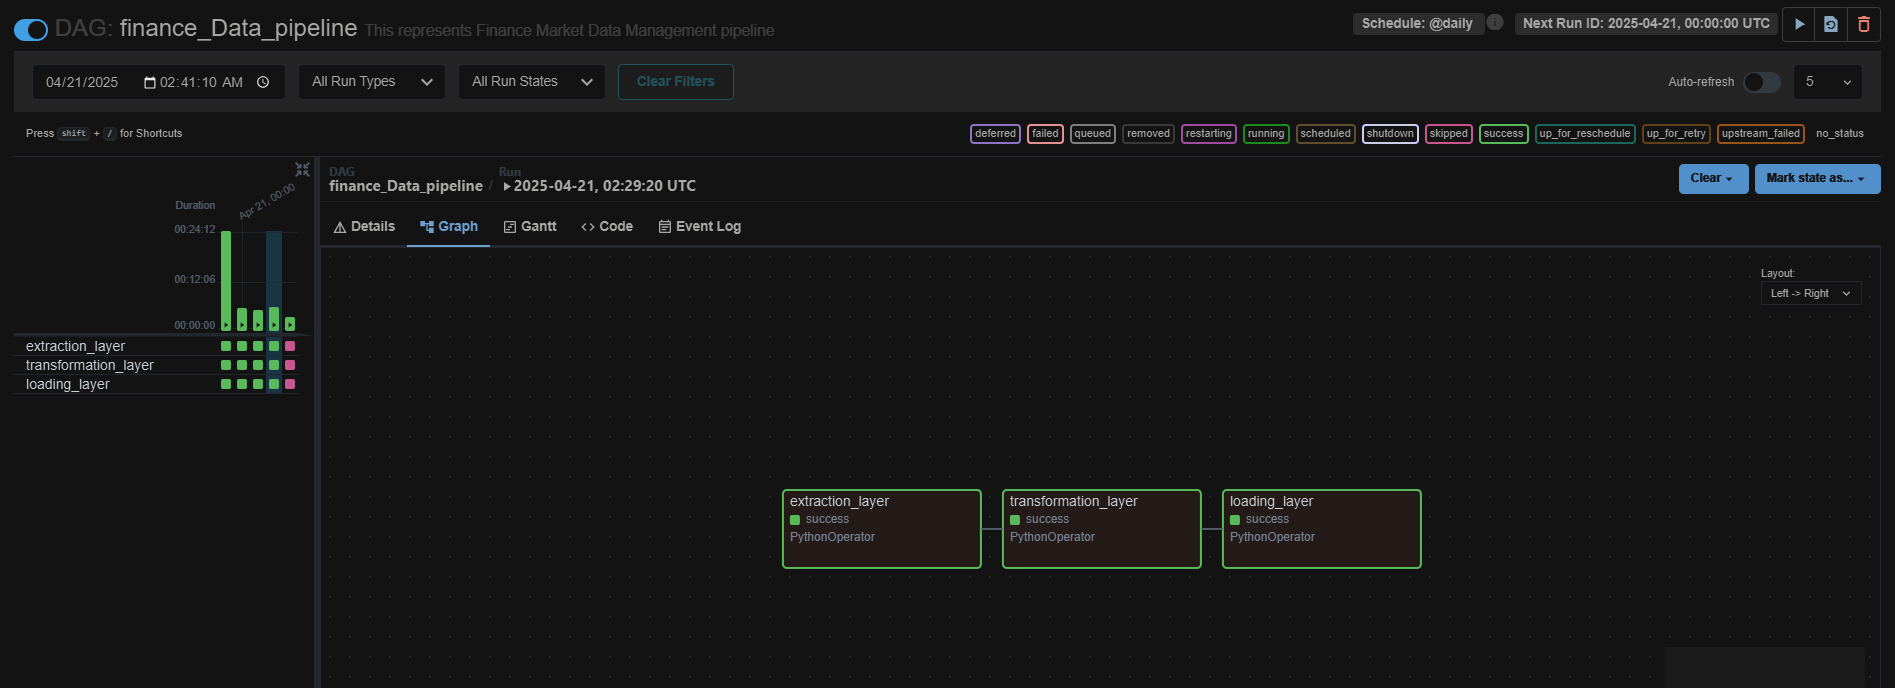 DAG: finance_Data_pipeline This represents Finance Market Data Management pipeline
Schedule: @daily i Next Run ID: 2025-04-21, 00:00:00 UTC
04/21/2025 02:41:10 AM All Run Types All Run States Clear Filters
Auto-refresh 5
Press shift + / for Shortcuts
deferred failed queued removed restarting running scheduled shutdown skipped success up_for_reschedule up_for_retry upstream_failed no_status
Duration
Apr 21, 00:00
00:24:12
00:12:06
00:00:00
extraction_layer
transformation_layer
loading_layer
DAG Run
finance_Data_pipeline / 2025-04-21, 02:29:20 UTC
Clear Mark state as...
Details Graph Gantt Code Event Log
Layout:
Left -> Right
extraction_layer
success
PythonOperator
transformation_layer
success
PythonOperator
loading_layer
success
PythonOperator